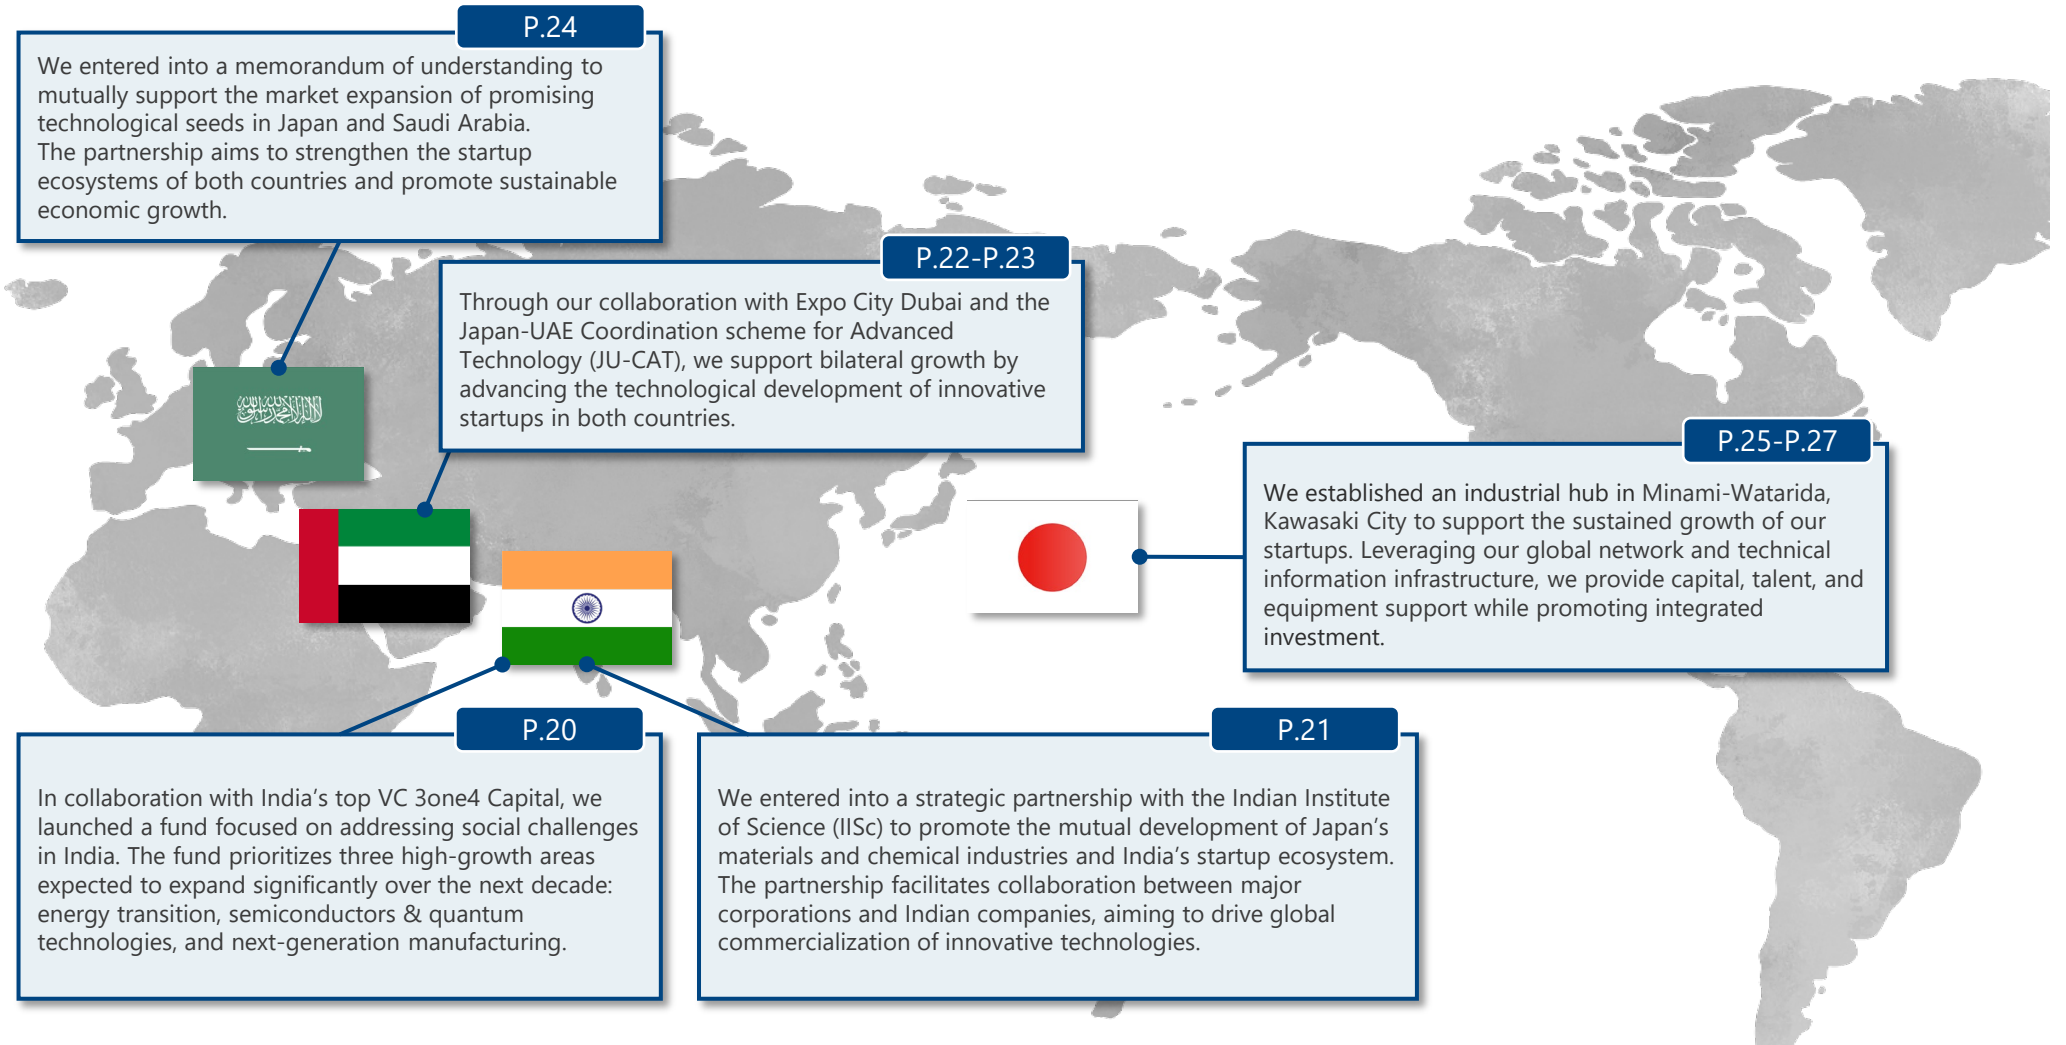 P.24
We entered into a memorandum of understanding to
mutually support the market expansion of promising
technological seeds in Japan and Saudi Arabia.
The partnership aims to strengthen the startup
ecosystems of both countries and promote sustainable
economic growth.
P.22-P.23
Through our collaboration with Expo City Dubai and the
Japan-UAE Coordination scheme for Advanced
Technology (JU-CAT), we support bilateral growth by
advancing the technological development of innovative
startups in both countries.
P.25-P.27
We established an industrial hub in Minami-Watarida,
Kawasaki City to support the sustained growth of our
startups. Leveraging our global network and technical
information infrastructure, we provide capital, talent, and
equipment support while promoting integrated
investment.
لا إله إلا الله محمد رسول الله
P.20
In collaboration with India’s top VC 3one4 Capital, we
launched a fund focused on addressing social challenges
in India. The fund prioritizes three high-growth areas
expected to expand significantly over the next decade:
energy transition, semiconductors & quantum
technologies, and next-generation manufacturing.
P.21
We entered into a strategic partnership with the Indian Institute
of Science (IISc) to promote the mutual development of Japan’s
materials and chemical industries and India’s startup ecosystem.
The partnership facilitates collaboration between major
corporations and Indian companies, aiming to drive global
commercialization of innovative technologies.